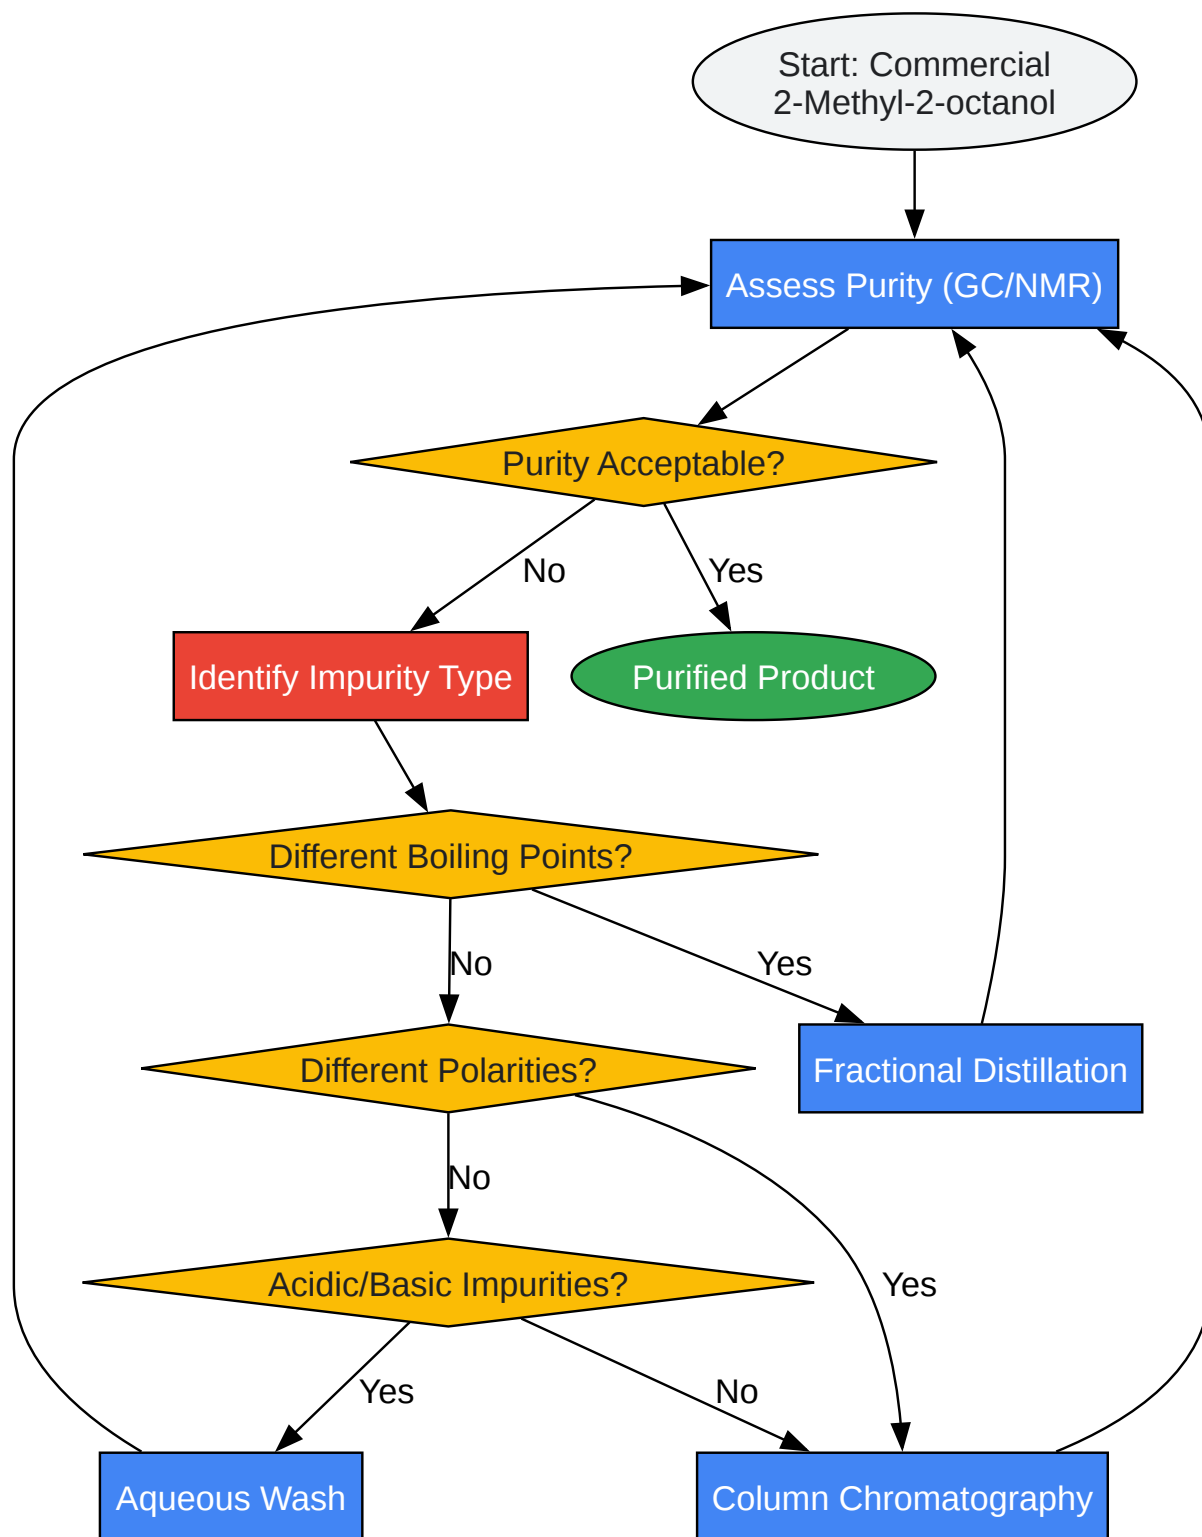 Start: Commercial
2-Methyl-2-octanol
Assess Purity (GC/NMR)
Purity Acceptable?
No
Yes
Identify Impurity Type
Purified Product
Different Boiling Points?
No
Yes
Different Polarities?
Fractional Distillation
No
Acidic/Basic Impurities?
Yes
Yes
No
Aqueous Wash
Column Chromatography